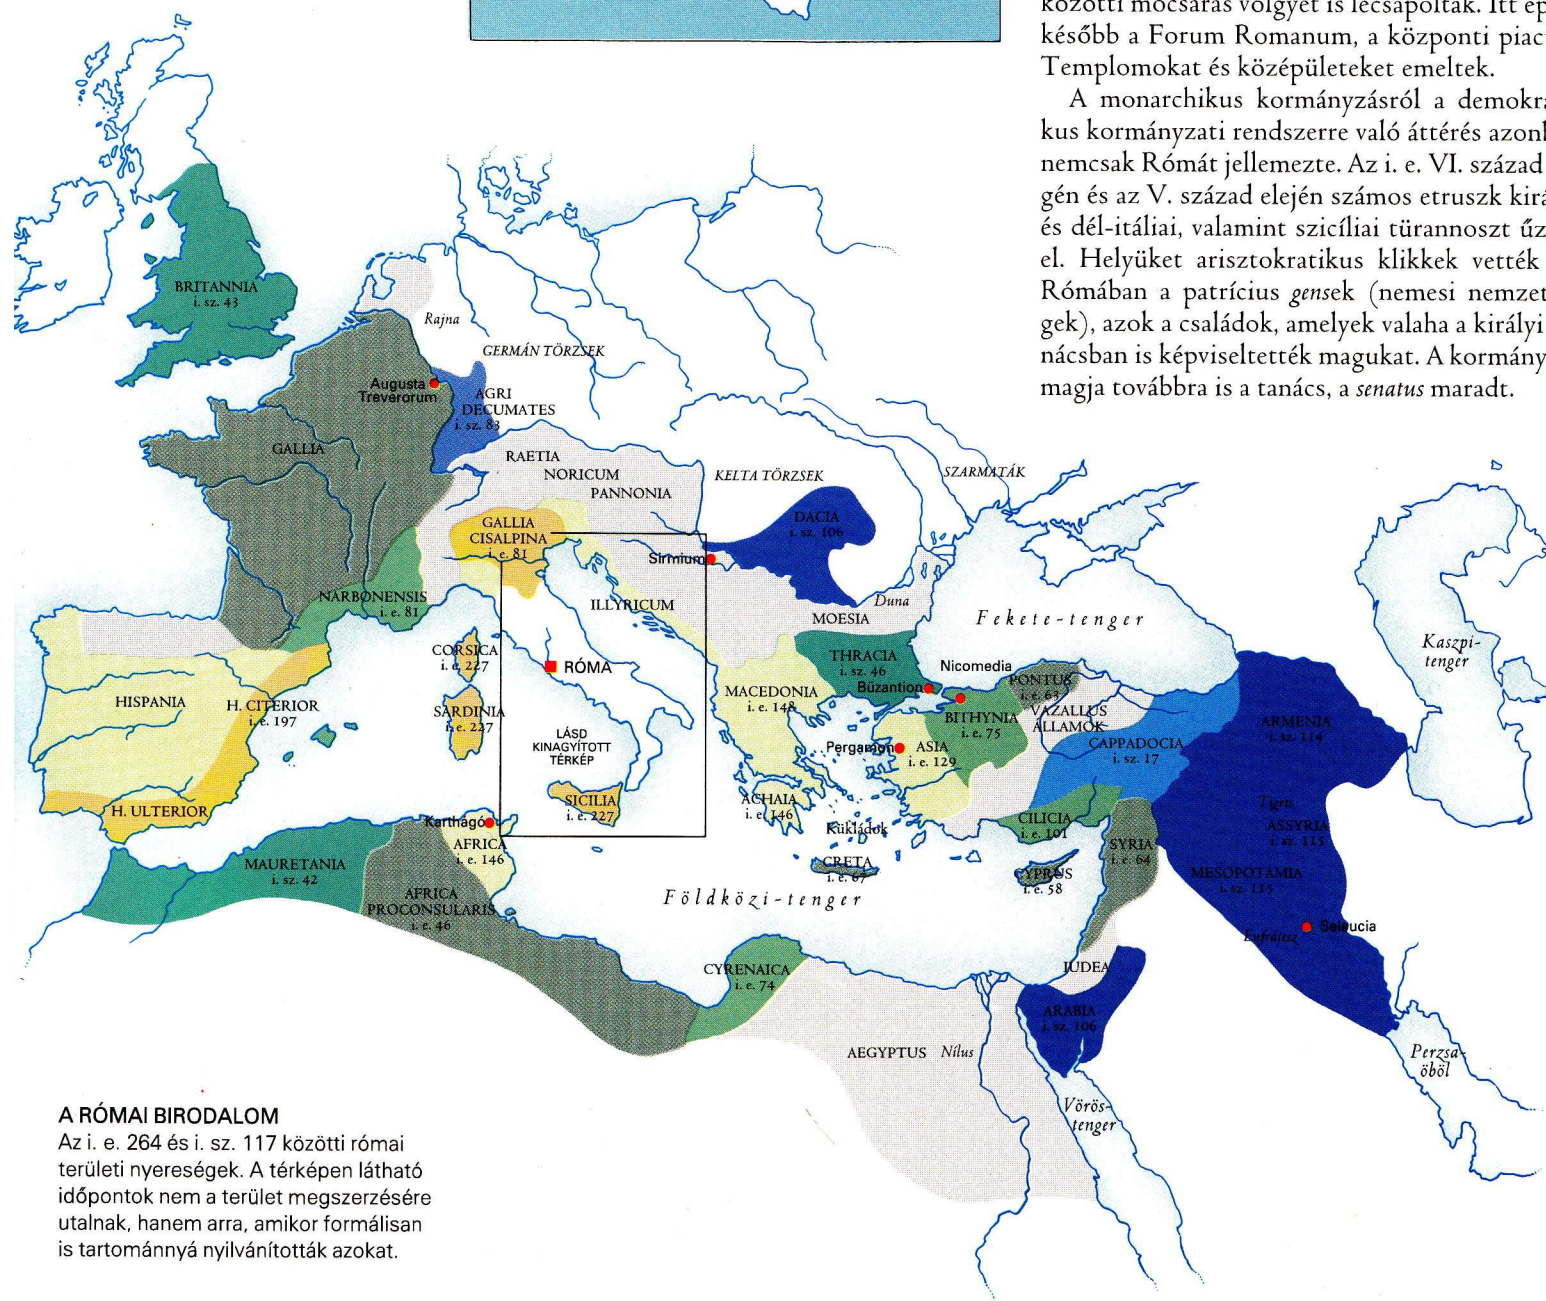 közötti mocsaras völgyet is lecsapolták. Itt ép
később a Forum Romanum, a központi piac
Templomokat és középületeket emeltek.
A monarchikus kormányzásról a demokra
kus kormányzati rendszerre való áttérés azonl
nemcsak Rómát jellemezte. Az i. e. VI. század
gén és az V. század elején számos etruszk kirá
és dél-itáliai, valamint szicíliai türannoszt űz
el. Helyüket arisztokratikus klikkek vették
Rómában a patrícius gensek (nemesi nemzet
gek), azok a családok, amelyek valaha a királyi
nácsban is képviseltették magukat. A kormány
magja továbbra is a tanács, a senatus maradt.
BRITANNIA
i. sz. 43
Rajna
GERMÁN TÖRZSEK
Augusta
Treverorum
AGRI
DECUMATES
i. sz. 83
GALLIA
RAETIA
NORICUM
PANNONIA
KELTA TÖRZSEK
SZARMATÁK
GALLIA
CISALPINA
i. e. 81
DACIA
i. sz. 106
Sirmium
NARBONENSIS
i. e. 81
ILLYRICUM
Duna
MOESIA
Fekete-tenger
Kaszpi-
tenger
CORSICA
i. e. 227
RÓMA
THRACIA
i. sz. 46
Nicomedia
Büzantion
PONTUS
i. e. 63
HISPANIA
H. CITERIOR
i. e. 197
SARDINIA
i. e. 227
MACEDONIA
i. e. 148
BITHYNIA
i. e. 75
VAZALLUS
ÁLLAMOK
ARMENIA
i. sz. 114
LÁSD
KINAGYÍTOTT
TÉRKÉP
Pergamon
ASIA
i. e. 129
CAPPADOCIA
i. sz. 17
H. ULTERIOR
SICILIA
i. e. 227
ACHAIA
i. e. 146
Tigris
Karthágó
Kükládok
CILICIA
i. e. 101
ASSYRIA
i. sz. 115
AFRICA
i. e. 146
SYRIA
i. e. 64
MAURETANIA
i. sz. 42
CRETA
i. e. 67
CYPRUS
i. e. 58
MESOPOTAMIA
i. sz. 115
AFRICA
PROCONSULARIS
i. e. 46
Földközi-tenger
Seleucia
Eufrátesz
CYRENAICA
i. e. 74
IUDEA
ARABIA
i. sz. 106
AEGYPTUS
Nílus
Perzsa-
öböl
Vörös-
tenger
A RÓMAI BIRODALOM
Az i. e. 264 és i. sz. 117 közötti római
területi nyereségek. A térképen látható
időpontok nem a terület megszerzésére
utalnak, hanem arra, amikor formálisan
is tartománnyá nyilvánították azokat.